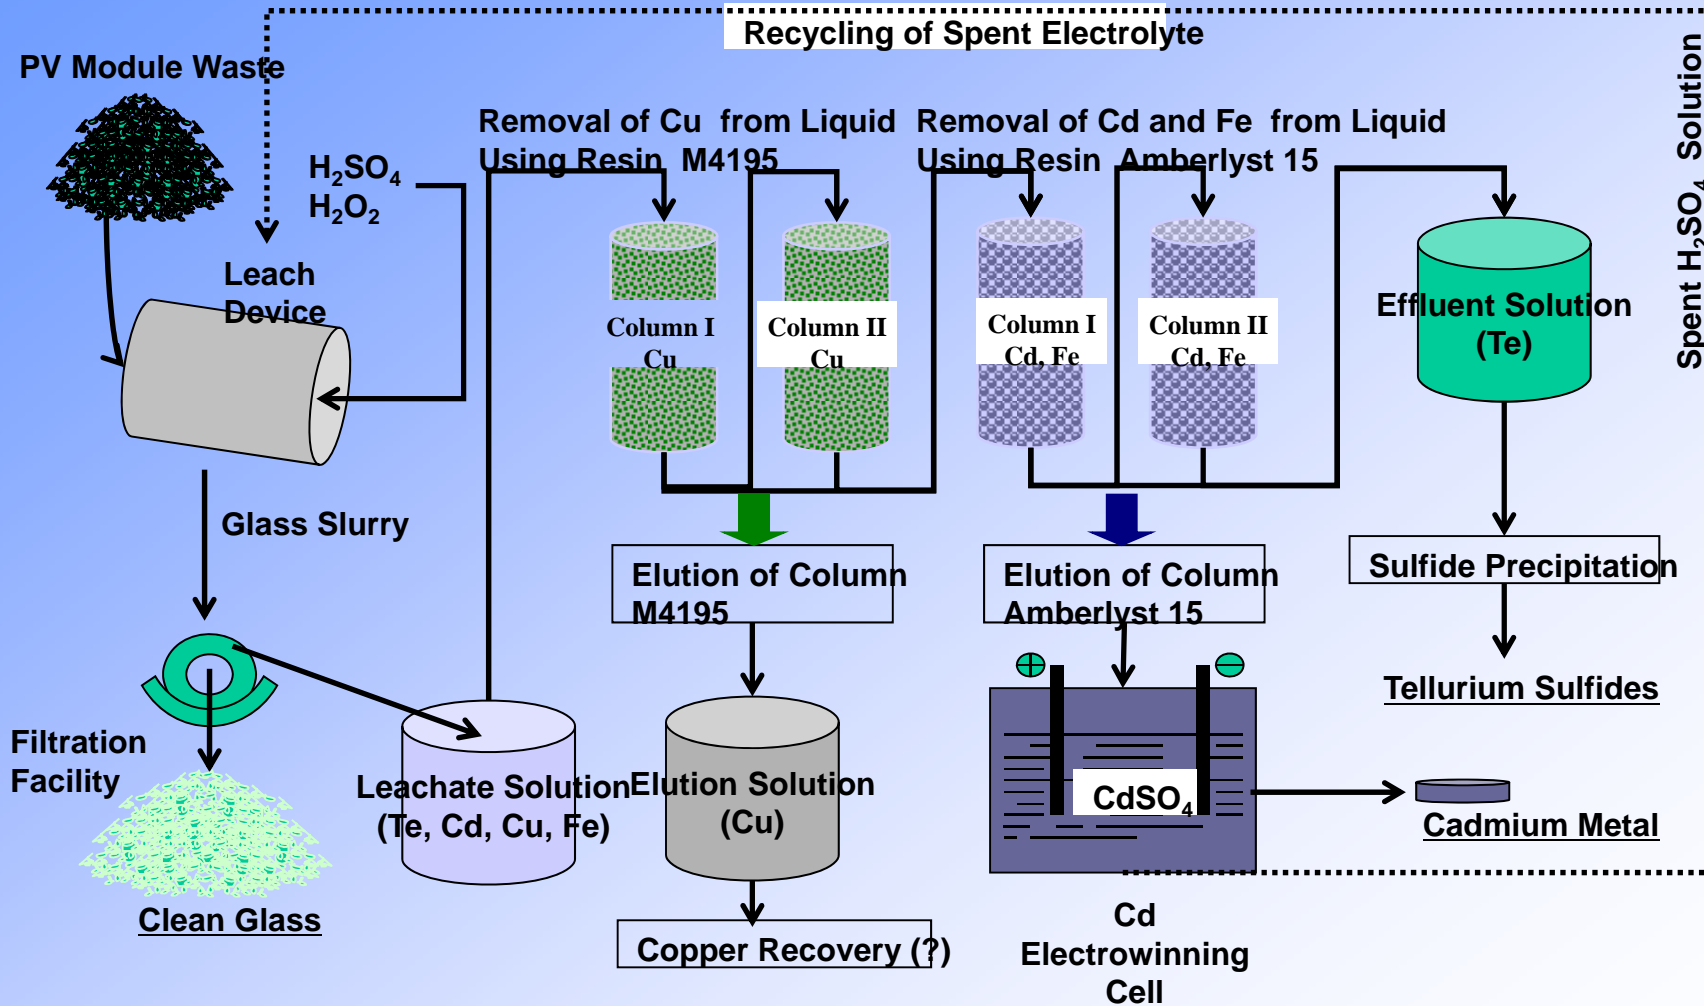 Recycling of Spent Electrolyte
PV Module Waste
Spent H₂SO₄ Solution
Removal of Cu from Liquid
Using Resin M4195
Removal of Cd and Fe from Liquid
Using Resin Amberlyst 15
H₂SO₄
H₂O₂
Leach
Device
Column I
Cu
Column II
Cu
Column I
Cd, Fe
Column II
Cd, Fe
Effluent Solution
(Te)
Glass Slurry
Elution of Column
M4195
Elution of Column
Amberlyst 15
Sulfide Precipitation
+
−
Tellurium Sulfides
Filtration
Facility
Leachate Solution
(Te, Cd, Cu, Fe)
Elution Solution
(Cu)
CdSO₄
Cadmium Metal
Clean Glass
Copper Recovery (?)
Cd
Electrowinning
Cell